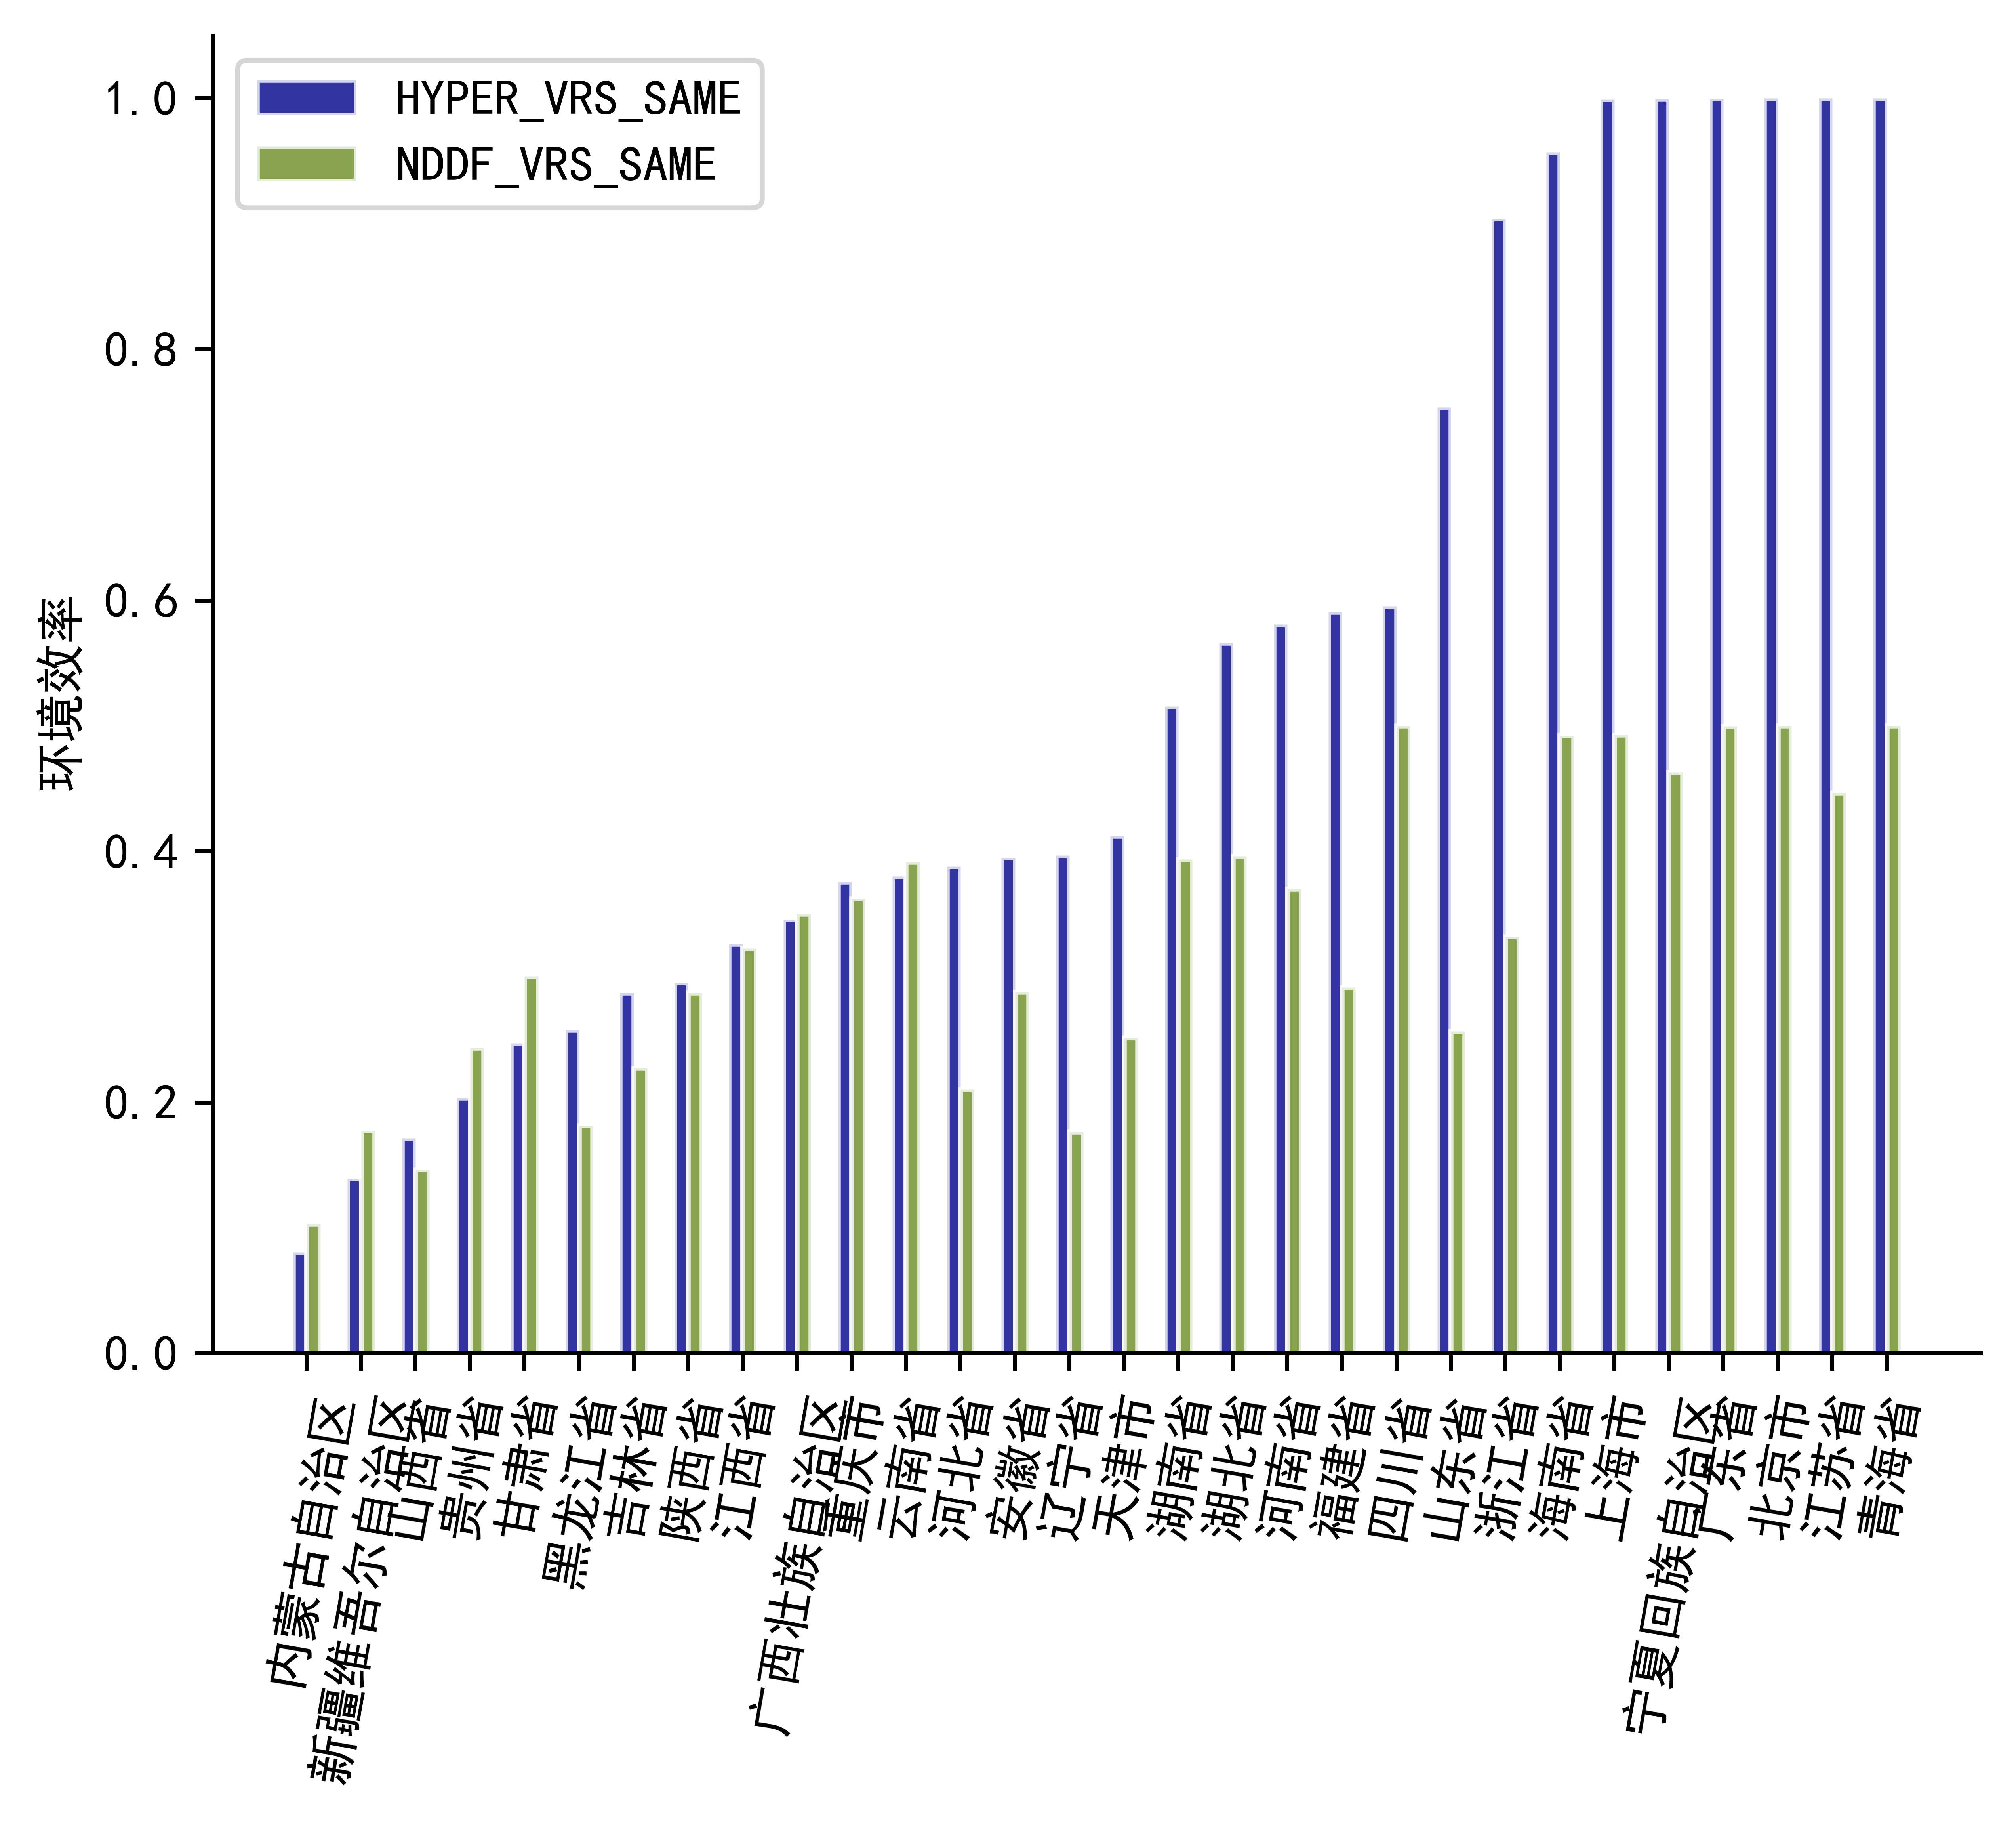 HYPER_VRS_SAME
NDDF_VRS_SAME
环境效率
1.0
0.8
0.6
0.4
0.2
0.0
内蒙古自治区
新疆维吾尔自治区
山西省
贵州省
甘肃省
黑龙江省
吉林省
陕西省
江西省
广西壮族自治区
重庆市
云南省
河北省
安徽省
辽宁省
天津市
湖南省
湖北省
河南省
福建省
四川省
山东省
浙江省
海南省
上海市
宁夏回族自治区
广东省
北京市
江苏省
青海省